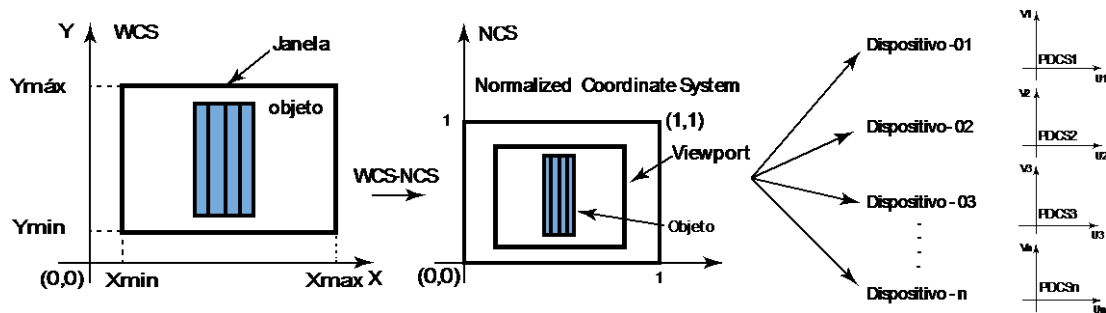 Y WCS
Janela
Ymáx
objeto
Ymin
(0,0) Xmin Xmax X
WCS-NCS
NCS
Normalized Coordinate System
1 (1,1)
Viewport
Objeto
(0,0) 1
Dispositivo -01
Dispositivo- 02
Dispositivo - 03
Dispositivo - n
V1
PDCS1
U1
V2
PDCS2
U2
V3
PDCS3
U3
Vn
PDCSn
Un